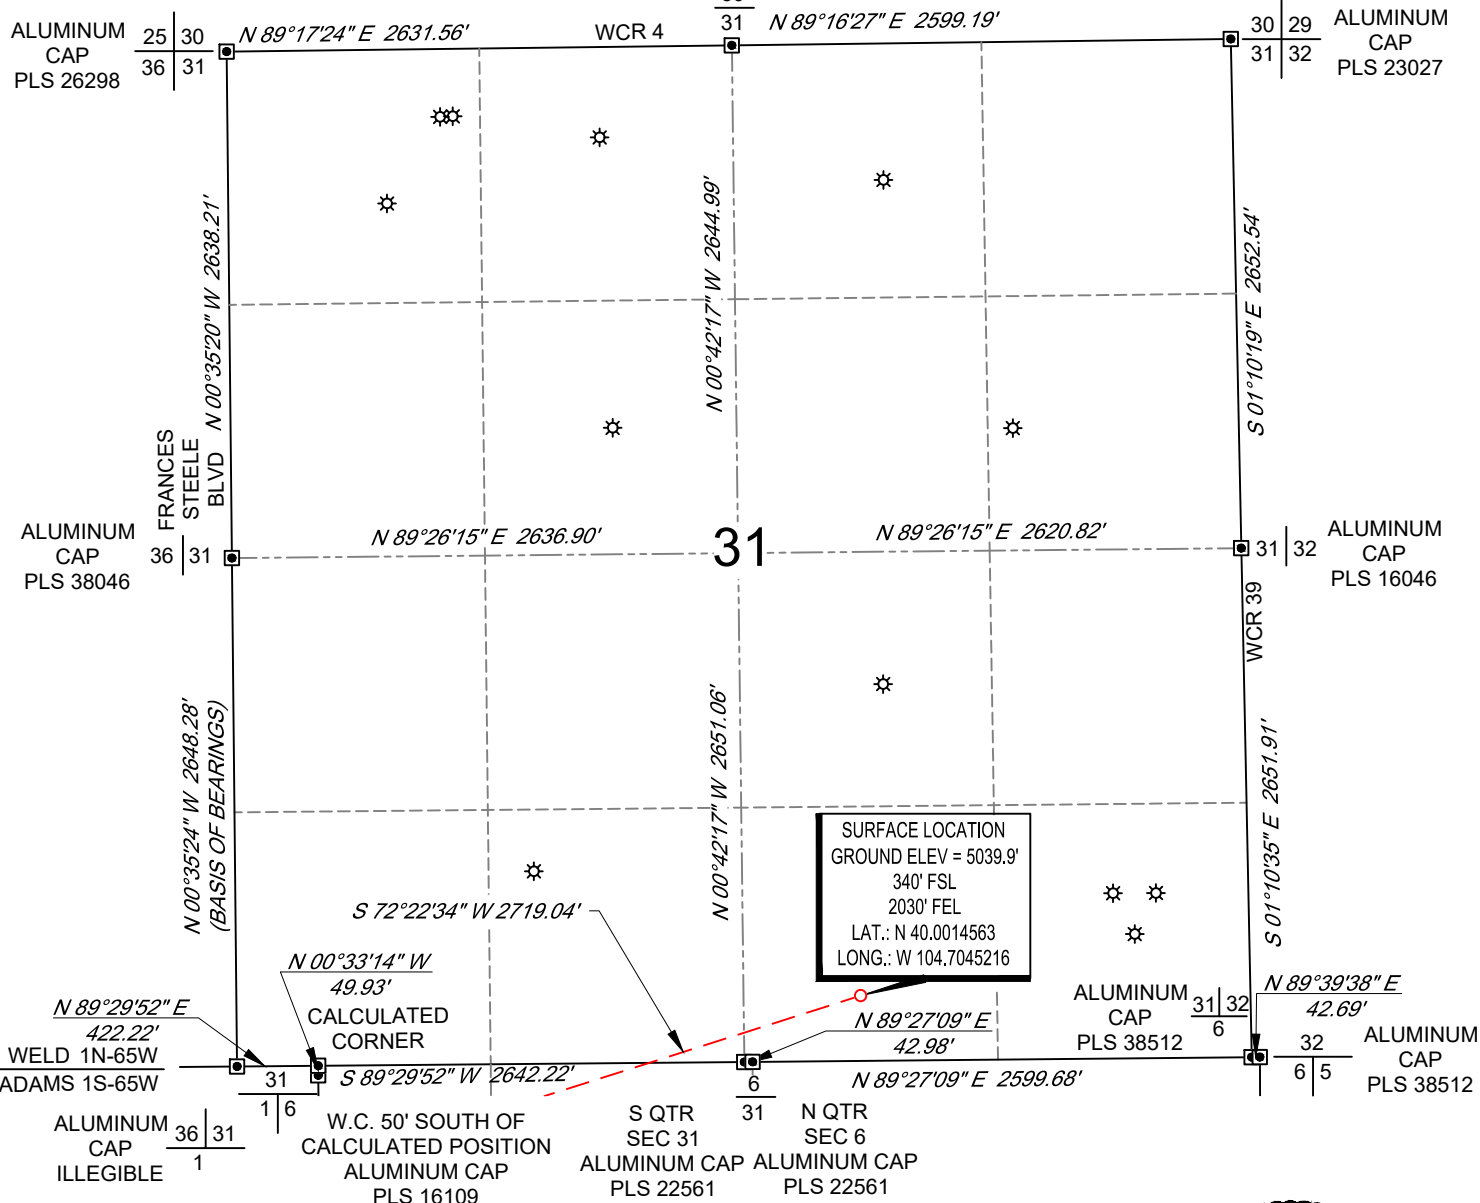 31
ALUMINUM
CAP
PLS 26298
25 30
36 31
N 89°17'24" E 2631.56'
WCR 4
N 89°16'27" E 2599.19'
30 29
31 32
ALUMINUM
CAP
PLS 23027
N 00°35'20" W 2638.21'
N 00°42'17" W 2644.99'
S 01°10'19" E 2652.54'
FRANCES
STEELE
BLVD
ALUMINUM
CAP
PLS 38046
36 31
N 89°26'15" E 2636.90'
31
N 89°26'15" E 2620.82'
31 32
ALUMINUM
CAP
PLS 16046
WCR 39
N 00°35'24" W 2648.28'
(BASIS OF BEARINGS)
N 00°42'17" W 2651.06'
S 01°10'35" E 2651.91'
SURFACE LOCATION
GROUND ELEV = 5039.9'
340' FSL
2030' FEL
LAT.: N 40.0014563
LONG.: W 104.7045216
S 72°22'34" W 2719.04'
N 00°33'14" W
49.93'
CALCULATED
CORNER
N 89°29'52" E
422.22'
WELD 1N-65W
ADAMS 1S-65W
31
1 6
S 89°29'52" W 2642.22'
N 89°27'09" E
42.98'
6
31
N 89°27'09" E 2599.68'
ALUMINUM
CAP
PLS 38512
31 32
6
N 89°39'38" E
42.69'
32
6 5
ALUMINUM
CAP
PLS 38512
ALUMINUM
CAP
ILLEGIBLE
36 31
1
W.C. 50' SOUTH OF
CALCULATED POSITION
ALUMINUM CAP
PLS 16109
S QTR
SEC 31
ALUMINUM CAP
PLS 22561
N QTR
SEC 6
ALUMINUM CAP
PLS 22561